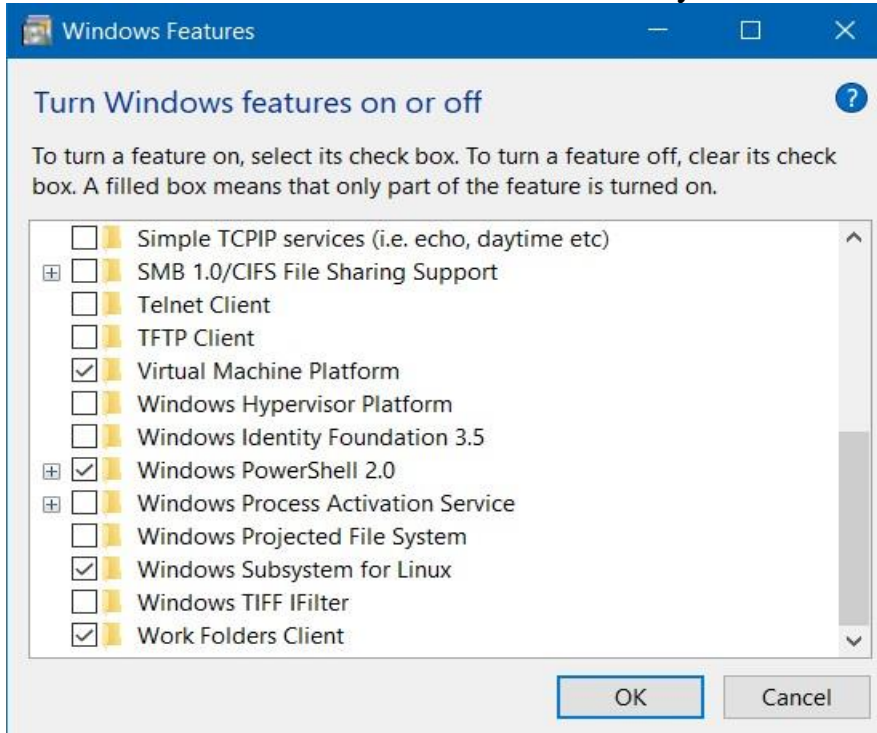 Windows Features
Turn Windows features on or off
To turn a feature on, select its check box. To turn a feature off, clear its check
box. A filled box means that only part of the feature is turned on.
Simple TCPIP services (i.e. echo, daytime etc)
SMB 1.0/CIFS File Sharing Support
Telnet Client
TFTP Client
Virtual Machine Platform
Windows Hypervisor Platform
Windows Identity Foundation 3.5
Windows PowerShell 2.0
Windows Process Activation Service
Windows Projected File System
Windows Subsystem for Linux
Windows TIFF IFilter
Work Folders Client
OK
Cancel